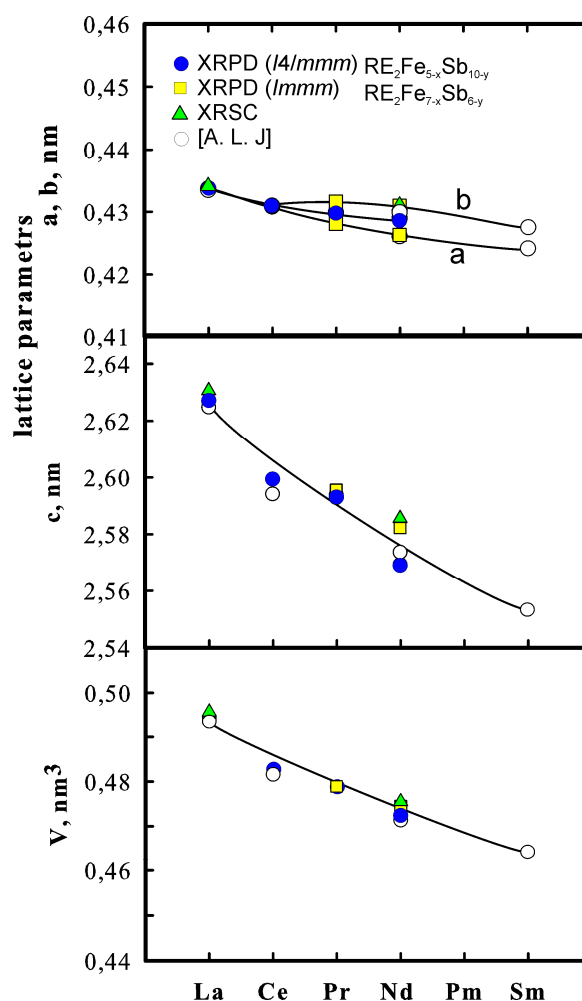 0,46
XRPD (I4/mmm) RE₂Fe₅₋ₓSb₁₀₋y
XRPD (Immm) RE₂Fe₇₋ₓSb₆₋y
XRSC
[A. L. J]
0,45
0,44
0,43
0,42
0,41
b
a
a, b, nm
lattice parametrs
2,64
2,62
2,60
2,58
2,56
2,54
c, nm
0,50
0,48
0,46
0,44
V, nm³
La Ce Pr Nd Pm Sm